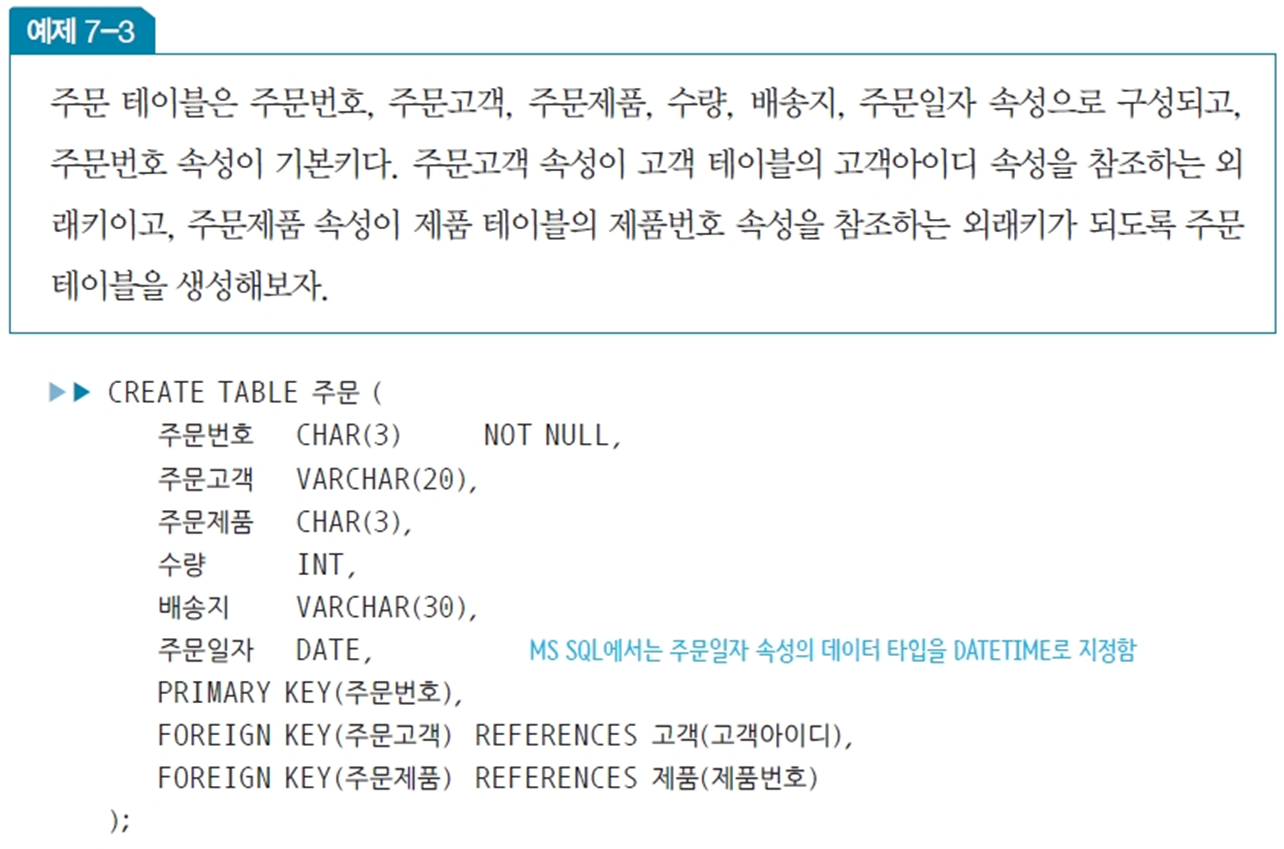 예제 7-3
주문 테이블은 주문번호, 주문고객, 주문제품, 수량, 배송지, 주문일자 속성으로 구성되고,
주문번호 속성이 기본키다. 주문고객 속성이 고객 테이블의 고객아이디 속성을 참조하는 외
래키이고, 주문제품 속성이 제품 테이블의 제품번호 속성을 참조하는 외래키가 되도록 주문
테이블을 생성해보자.
CREATE TABLE 주문 (
주문번호 CHAR(3) NOT NULL,
주문고객 VARCHAR(20),
주문제품 CHAR(3),
수량 INT,
배송지 VARCHAR(30),
주문일자 DATE, MS SQL에서는 주문일자 속성의 데이터 타입을 DATETIME로 지정함
PRIMARY KEY(주문번호),
FOREIGN KEY(주문고객) REFERENCES 고객(고객아이디),
FOREIGN KEY(주문제품) REFERENCES 제품(제품번호)
);